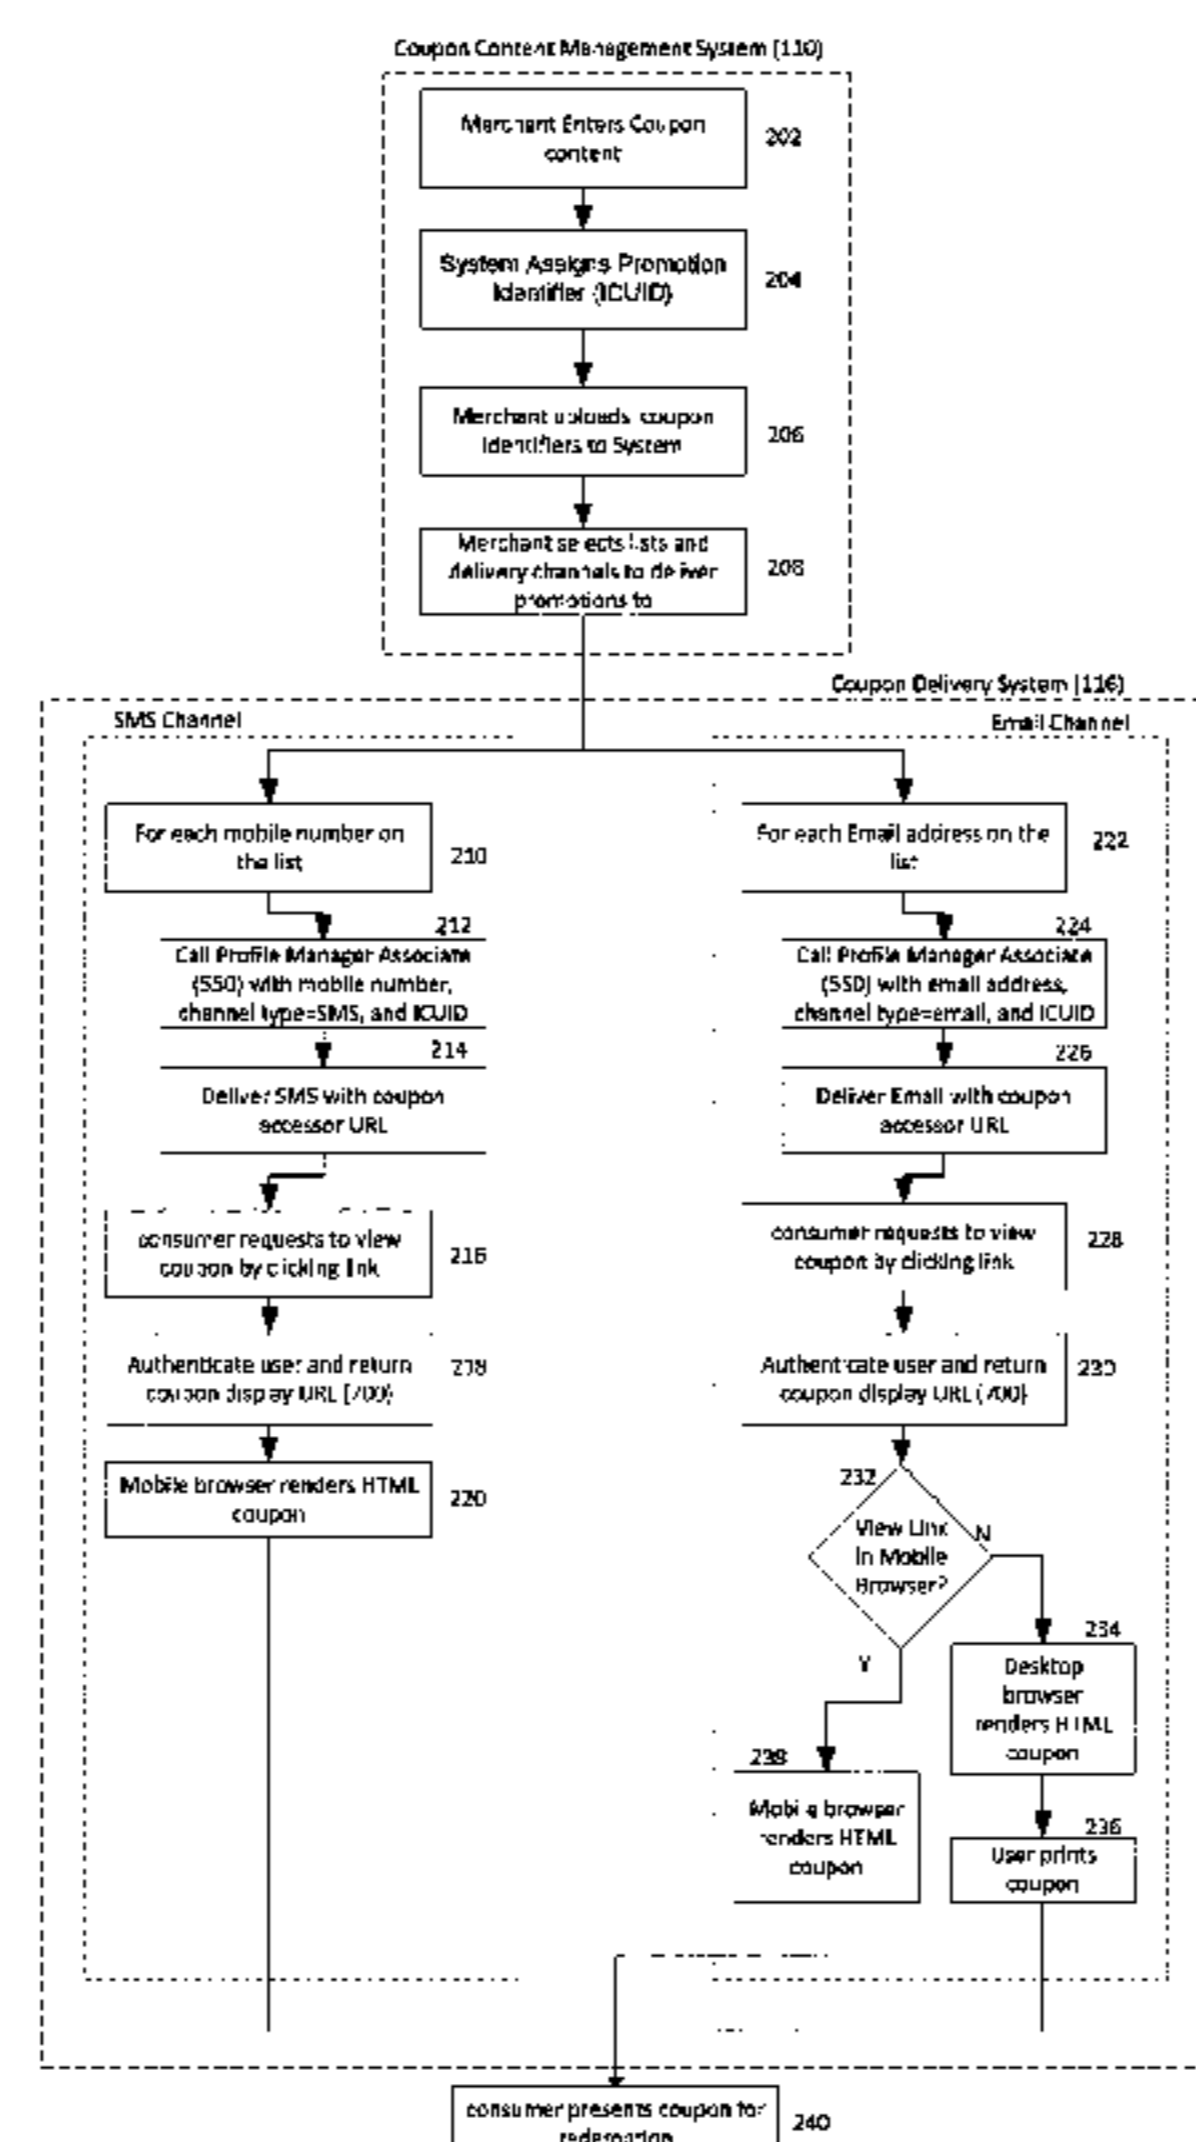 Coupon Content Management System (110)
Merchant Enters Coupon
content
202
System Assigns Promotion
Identifier (ICUID)
204
Merchant uploads coupon
identifiers to System
206
Merchant selects lists and
delivery channels to deliver
promotions to
208
Coupon Delivery System (116)
SMS Channel
Email Channel
For each mobile number on
the list
210
For each Email address on the
list
222
212
Call Profile Manager Associate
(550) with mobile number,
channel type=SMS, and ICUID
224
Call Profile Manager Associate
(550) with email address,
channel type=email, and ICUID
214
Deliver SMS with coupon
accessor URL
226
Deliver Email with coupon
accessor URL
consumer requests to view
coupon by clicking link
216
consumer requests to view
coupon by clicking link
228
Authenticate user and return
coupon display URL (700)
218
Authenticate user and return
coupon display URL (700)
230
Mobile browser renders HTML
coupon
220
232
View Link
in Mobile
Browser?
N
Y
234
Desktop
browser
renders HTML
coupon
238
Mobile browser
renders HTML
coupon
236
User prints
coupon
consumer presents coupon for
redemption
240